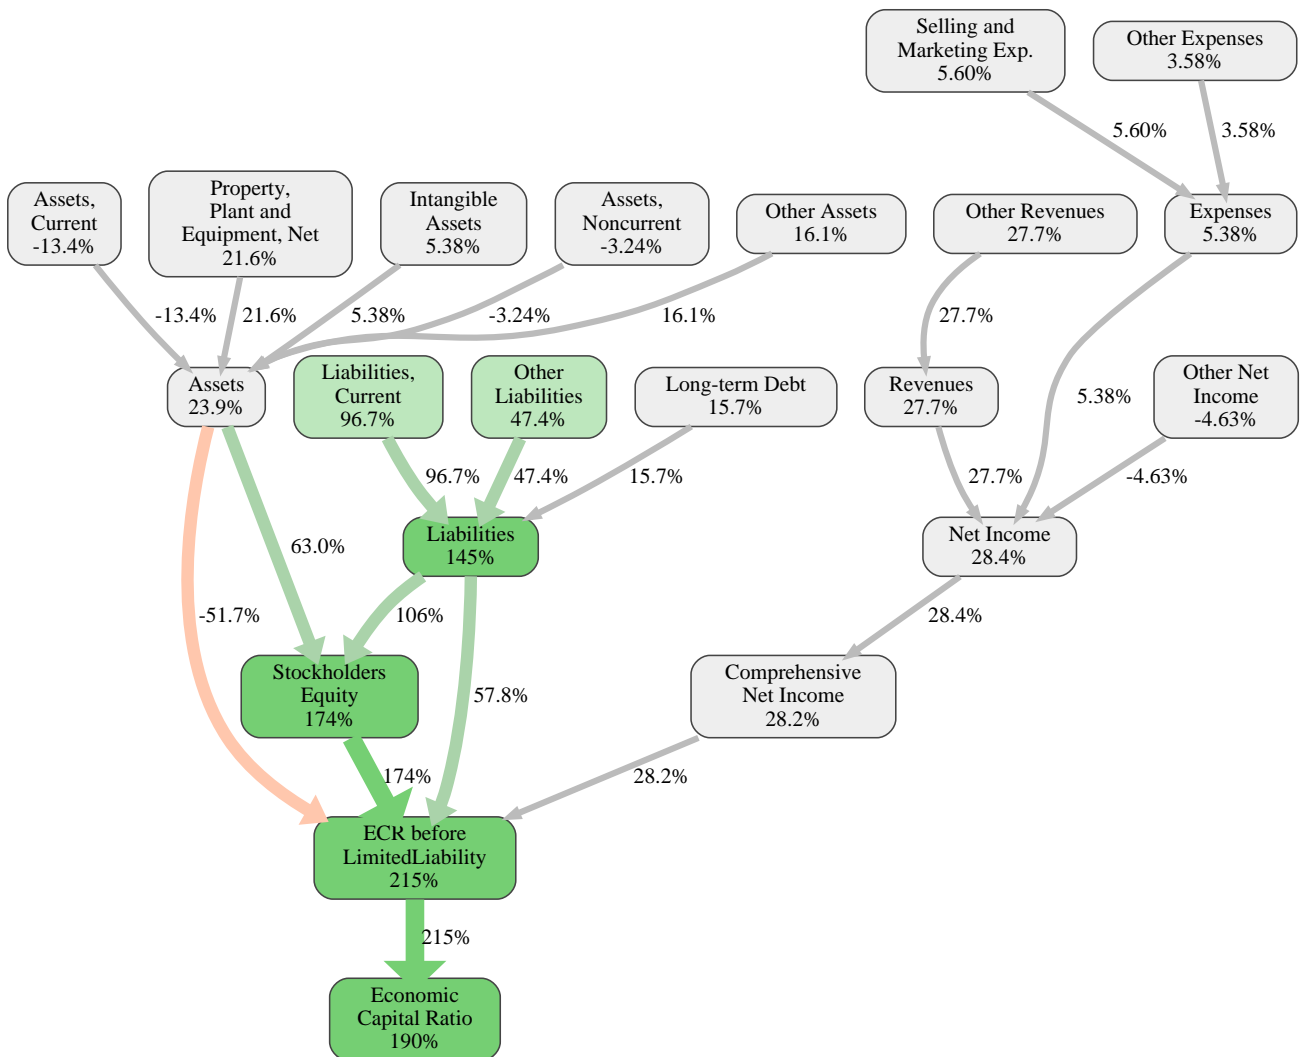 Selling and
Marketing Exp.
5.60%
Other Expenses
3.58%
5.60%
3.58%
Assets,
Current
-13.4%
Property,
Plant and
Equipment, Net
21.6%
Intangible
Assets
5.38%
Assets,
Noncurrent
-3.24%
Other Assets
16.1%
Other Revenues
27.7%
Expenses
5.38%
-13.4%
21.6%
5.38%
-3.24%
16.1%
27.7%
Assets
23.9%
Liabilities,
Current
96.7%
Other
Liabilities
47.4%
Long-term Debt
15.7%
Revenues
27.7%
5.38%
Other Net
Income
-4.63%
96.7%
47.4%
15.7%
27.7%
-4.63%
63.0%
Liabilities
145%
Net Income
28.4%
-51.7%
106%
28.4%
Stockholders
Equity
174%
57.8%
Comprehensive
Net Income
28.2%
174%
28.2%
ECR before
LimitedLiability
215%
215%
Economic
Capital Ratio
190%